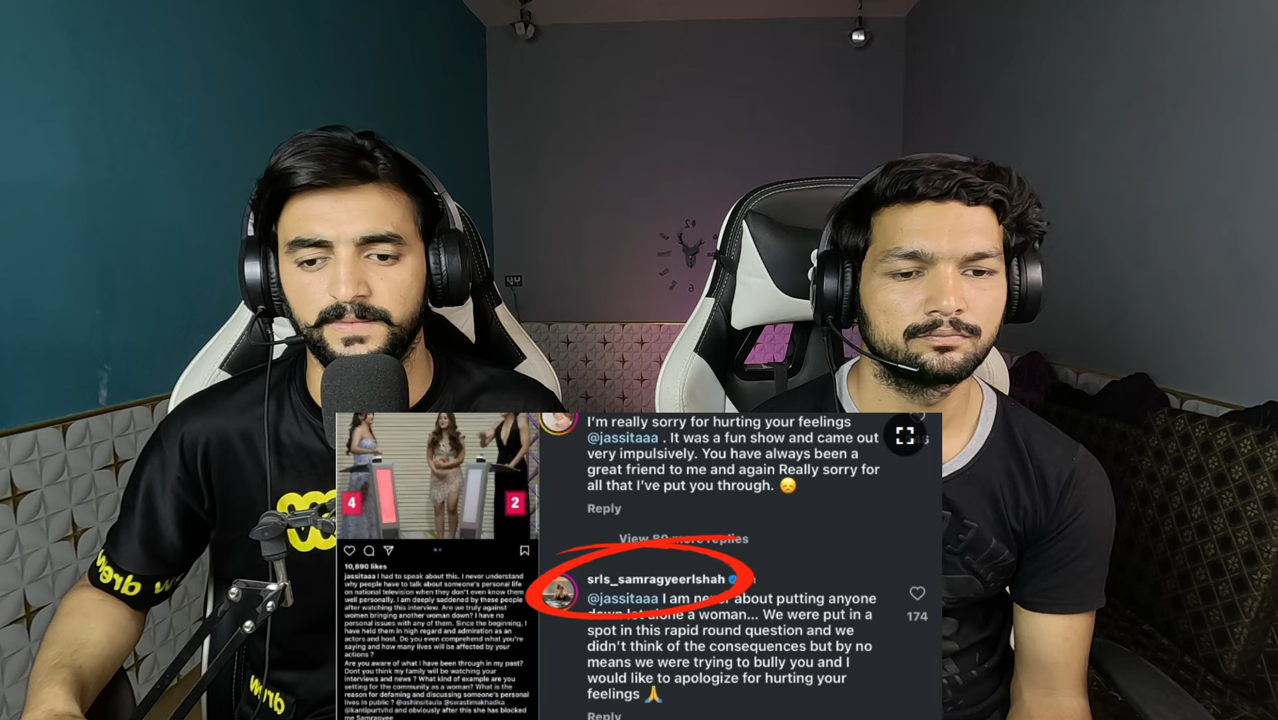 4
2
10,890 likes
jassitaaa I had to speak about this. I never understand
why people have to talk about someone's personal life
on national television when they don't even know them
well personally. I am deeply saddened by these people
after watching this interview. Are we truly against
women bringing another woman down? I have no
personal issues with any of them. Since the beginning, I
have held them in high regard and admiration as an
actors and host. Do you even comprehend what you're
saying and how many lives will be affected by your
actions ?
Are you aware of what I have been through in my past?
Dont you think my family will be watching your
interviews and news ? What kind of example are you
setting for the community as a woman? What is the
reason for defaming and discussing someone's personal
lives in public ? @oshinsitaula @swastimakhadka
@kantipurtvhd and obviously after this she has blocked
me Samragyee
I'm really sorry for hurting your feelings
@jassitaaa . It was a fun show and came out
very impulsively. You have always been a
great friend to me and again Really sorry for
all that I've put you through. 😞
Reply
View 80 more replies
srls_samragyeerlshah
@jassitaaa I am never about putting anyone
down let alone a woman... We were put in a
spot in this rapid round question and we
didn't think of the consequences but by no
means we were trying to bully you and I
would like to apologize for hurting your
feelings 🙏
174
Reply